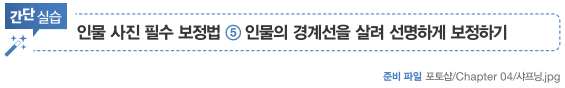 간단 실습
인물 사진 필수 보정법 ⑤ 인물의 경계선을 살려 선명하게 보정하기
준비 파일 포토샵/Chapter 04/샤프닝.jpg